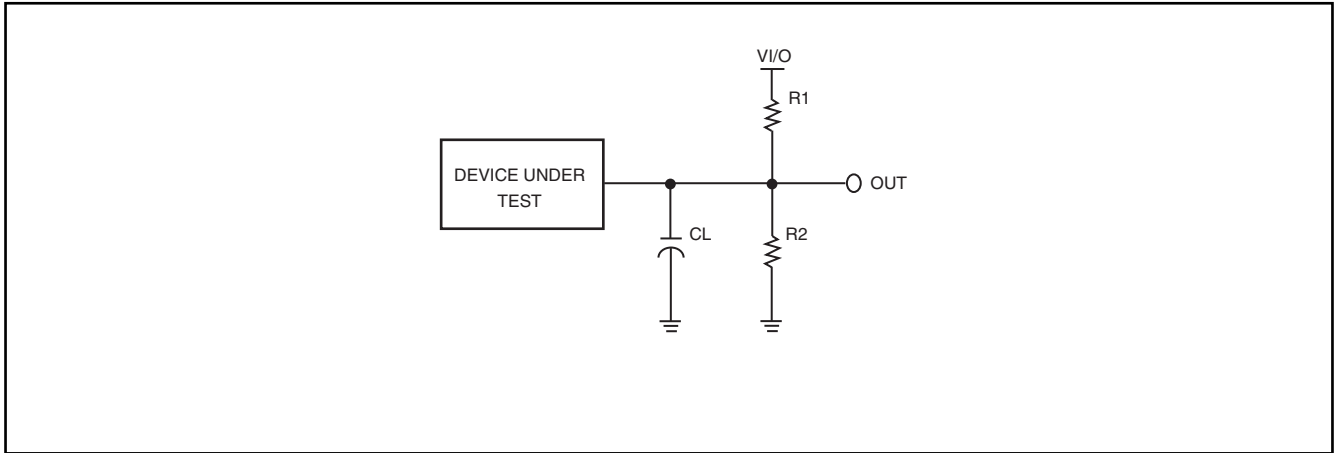 VI/O
R1
DEVICE UNDER
TEST
OUT
CL
R2